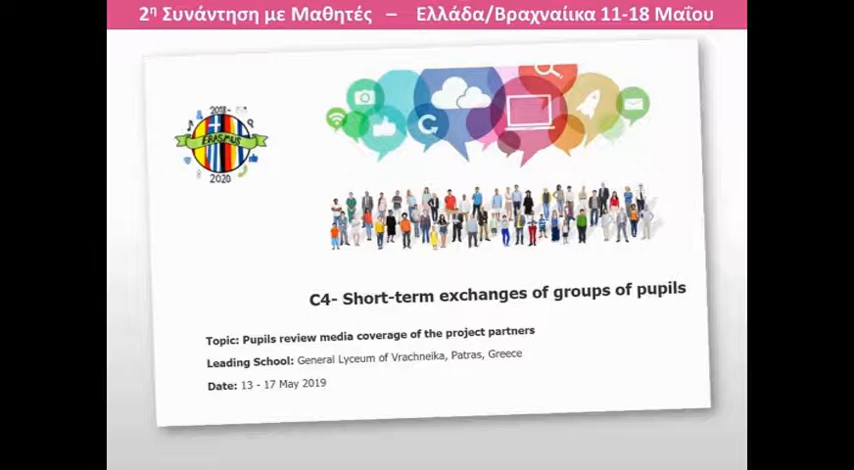 2η Συνάντηση με Μαθητές – Ελλάδα/Βραχναίικα 11-18 Μαΐου
2018-
ERASMUS
2020
C4- Short-term exchanges of groups of pupils
Topic: Pupils review media coverage of the project partners
Leading School: General Lyceum of Vrachneika, Patras, Greece
Date: 13 - 17 May 2019